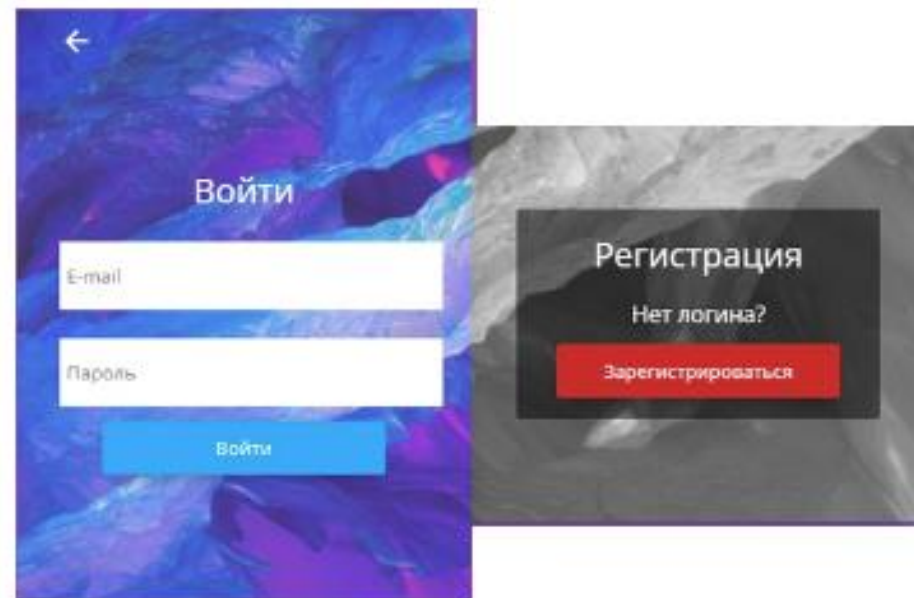 Войти
E-mail
Пароль
Войти
Регистрация
Нет логина?
Зарегистрироваться